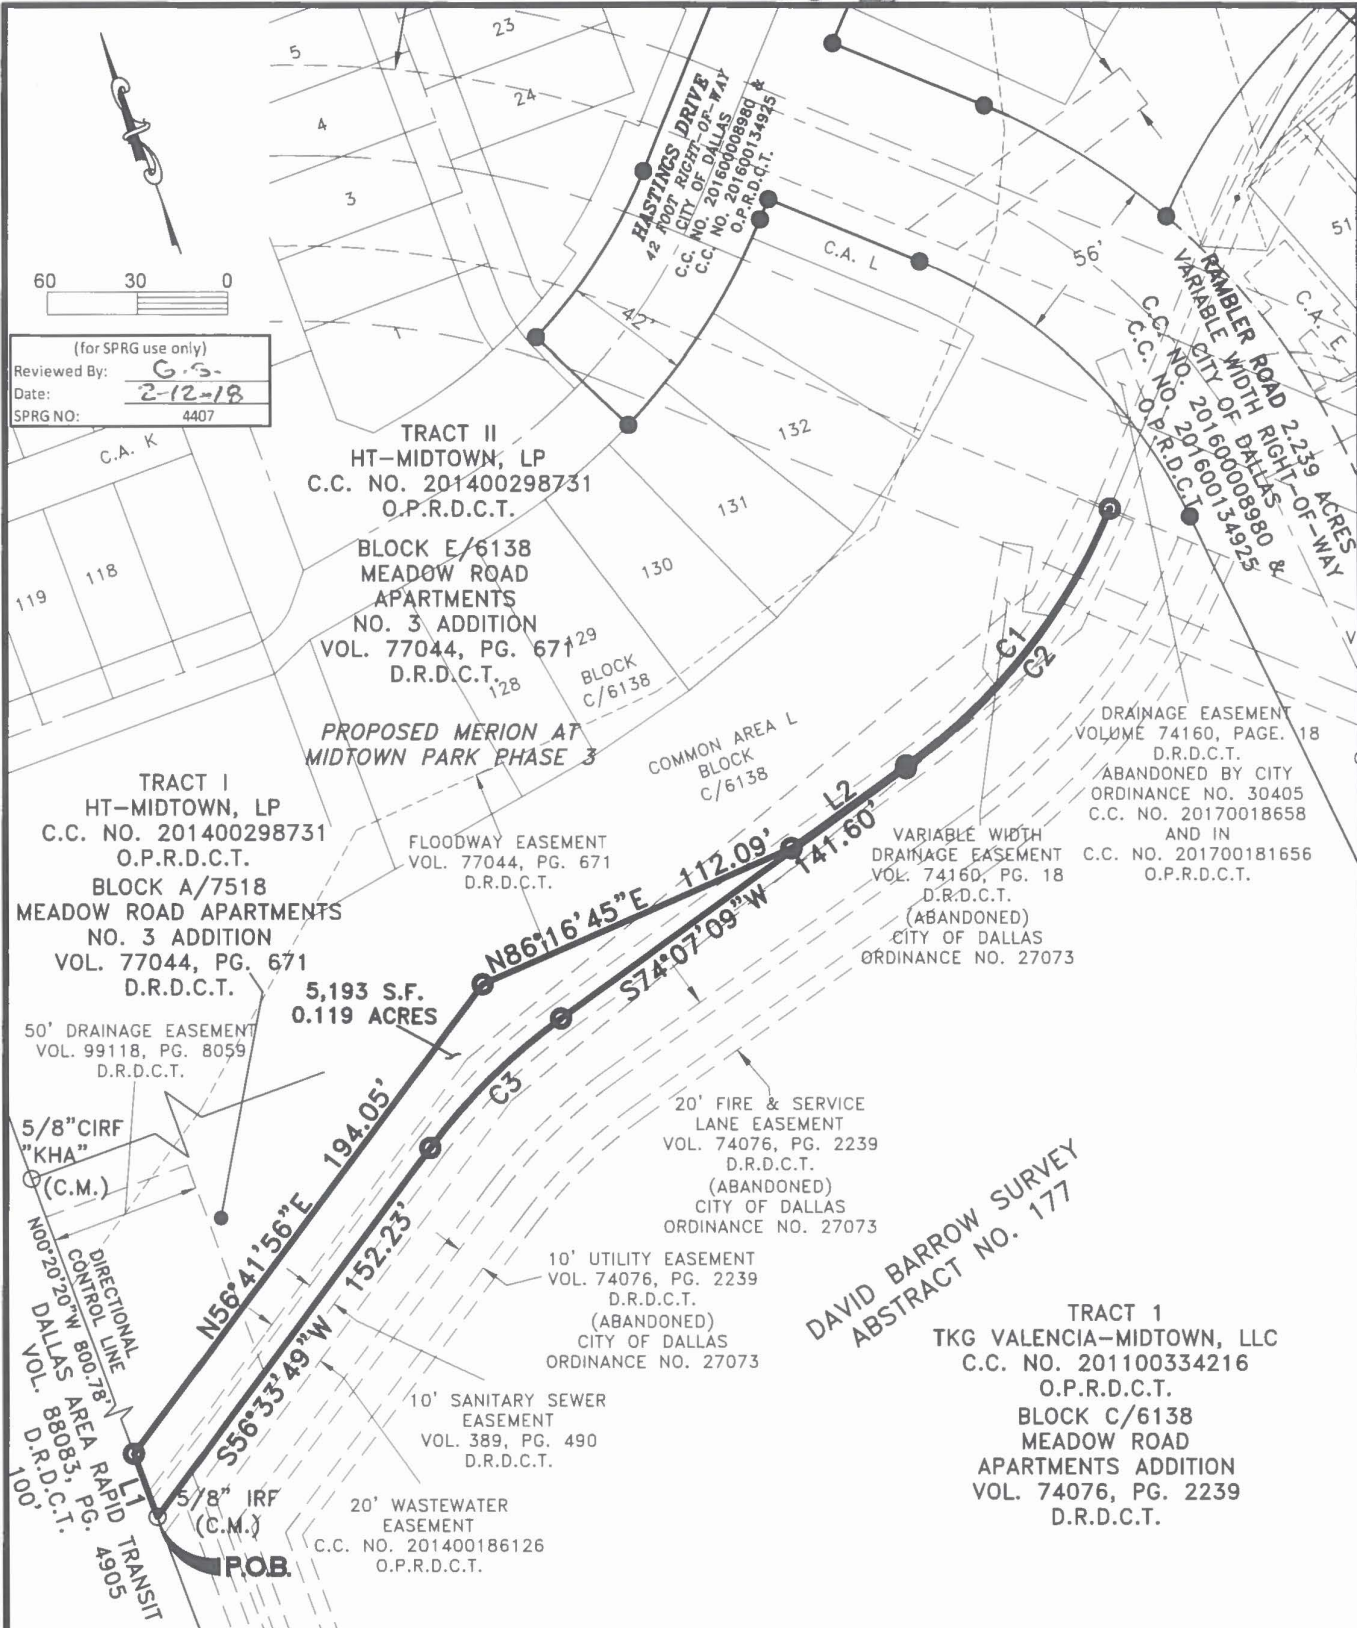 5
23
24
4
3
1
60 30 0
(for SPRG use only)
Reviewed By: G.S.
Date: 2-12-18
SPRG NO: 4407
HASTINGS DRIVE
42 FOOT RIGHT-OF-WAY
CITY OF DALLAS
C.C. NO. 201600008980 &
C.C. NO. 201600134925
O.P.R.D.C.T.
42'
C.A. L
56'
51
C.A. E
RAMBLER ROAD 2.239 ACRES
VARIABLE WIDTH RIGHT-OF-WAY
CITY OF DALLAS
C.C. NO. 201600008980 &
C.C. NO. 201600134925
O.P.R.D.C.T.
C.A. K
119
118
TRACT II
HT-MIDTOWN, LP
C.C. NO. 201400298731
O.P.R.D.C.T.
BLOCK E/6138
MEADOW ROAD
APARTMENTS
NO. 3 ADDITION
VOL. 77044, PG. 671
D.R.D.C.T.
132
131
130
129
128
BLOCK
C/6138
PROPOSED MERION AT
MIDTOWN PARK PHASE 3
COMMON AREA L
BLOCK
C/6138
C1
C2
DRAINAGE EASEMENT
VOLUME 74160, PAGE. 18
D.R.D.C.T.
ABANDONED BY CITY
ORDINANCE NO. 30405
C.C. NO. 20170018658
AND IN
C.C. NO. 201700181656
O.P.R.D.C.T.
TRACT I
HT-MIDTOWN, LP
C.C. NO. 201400298731
O.P.R.D.C.T.
BLOCK A/7518
MEADOW ROAD APARTMENTS
NO. 3 ADDITION
VOL. 77044, PG. 671
D.R.D.C.T.
FLOODWAY EASEMENT
VOL. 77044, PG. 671
D.R.D.C.T.
L2
141.60'
S74°07'09"W
N86°16'45"E 112.09'
VARIABLE WIDTH
DRAINAGE EASEMENT
VOL. 74160, PG. 18
D.R.D.C.T.
(ABANDONED)
CITY OF DALLAS
ORDINANCE NO. 27073
5,193 S.F.
0.119 ACRES
50' DRAINAGE EASEMENT
VOL. 99118, PG. 8059
D.R.D.C.T.
C3
5/8"CIRF
"KHA"
(C.M.)
N56°41'56"E 194.05'
S56°33'49"W 152.23'
20' FIRE & SERVICE
LANE EASEMENT
VOL. 74076, PG. 2239
D.R.D.C.T.
(ABANDONED)
CITY OF DALLAS
ORDINANCE NO. 27073
DAVID BARROW SURVEY
ABSTRACT NO. 177
10' UTILITY EASEMENT
VOL. 74076, PG. 2239
D.R.D.C.T.
(ABANDONED)
CITY OF DALLAS
ORDINANCE NO. 27073
DIRECTIONAL
CONTROL LINE
N00°20'20"W 800.78'
DALLAS AREA RAPID TRANSIT
VOL. 88083, PG. 4905
D.R.D.C.T.
100'
10' SANITARY SEWER
EASEMENT
VOL. 389, PG. 490
D.R.D.C.T.
TRACT 1
TKG VALENCIA-MIDTOWN, LLC
C.C. NO. 201100334216
O.P.R.D.C.T.
BLOCK C/6138
MEADOW ROAD
APARTMENTS ADDITION
VOL. 74076, PG. 2239
D.R.D.C.T.
L1
5/8" IRF
(C.M.)
P.O.B.
20' WASTEWATER
EASEMENT
C.C. NO. 201400186126
O.P.R.D.C.T.